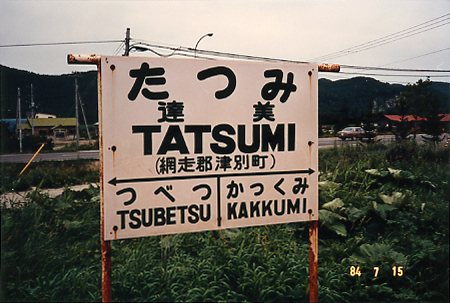 たつみ
達美
TATSUMI
(網走郡津別町)
つべつ かっくみ
TSUBETSU KAKKUMI
84 7 15